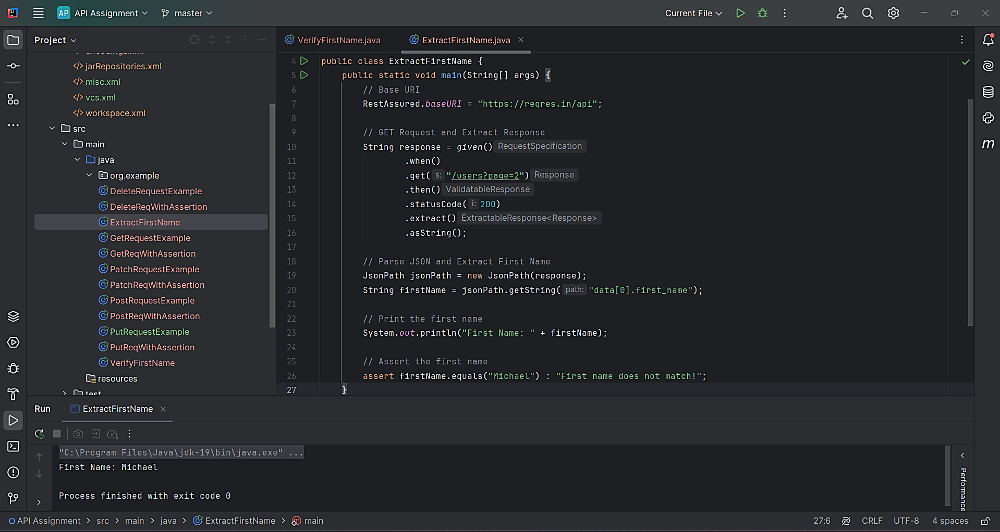 AP API Assignment master Current File
Project
VerifyFirstName.java ExtractFirstName.java
jarRepositories.xml
misc.xml
vcs.xml
workspace.xml
src
main
java
org.example
DeleteRequestExample
DeleteReqWithAssertion
ExtractFirstName
GetRequestExample
GetReqWithAssertion
PatchRequestExample
PatchReqWithAssertion
PostRequestExample
PostReqWithAssertion
PutRequestExample
PutReqWithAssertion
VerifyFirstName
resources
test
4 public class ExtractFirstName {
5 public static void main(String[] args) {
6 // Base URI
7 RestAssured.baseURI = "https://reqres.in/api";
8
9 // GET Request and Extract Response
10 String response = given() RequestSpecification
11 .when()
12 .get( s: "/users?page=2") Response
13 .then() ValidatableResponse
14 .statusCode( i: 200)
15 .extract() ExtractableResponse<Response>
16 .asString();
17
18 // Parse JSON and Extract First Name
19 JsonPath jsonPath = new JsonPath(response);
20 String firstName = jsonPath.getString( path: "data[0].first_name");
21
22 // Print the first name
23 System.out.println("First Name: " + firstName);
24
25 // Assert the first name
26 assert firstName.equals("Michael") : "First name does not match!";
27 }
Run ExtractFirstName
"C:\Program Files\Java\jdk-19\bin\java.exe" ...
First Name: Michael
Process finished with exit code 0
Performance
API Assignment > src > main > java > ExtractFirstName > main
27:6 CRLF UTF-8 4 spaces